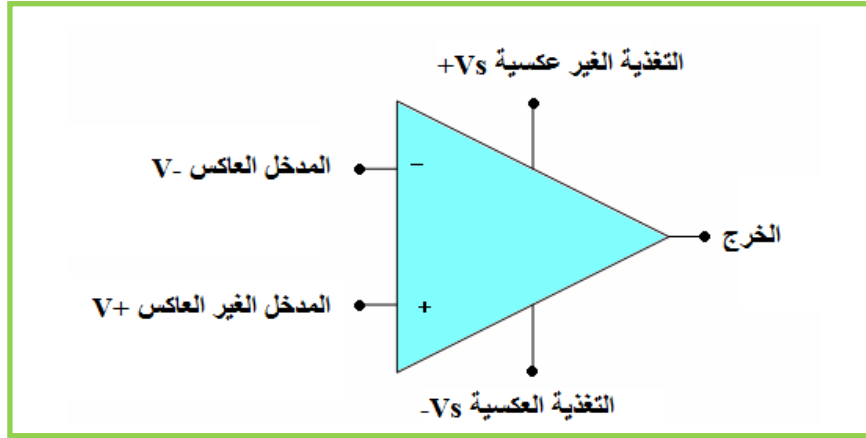 التغذية الغير عكسية Vs+
المدخل العاكس V-
−
الخرج
المدخل الغير العاكس V+
+
التغذية العكسية Vs-